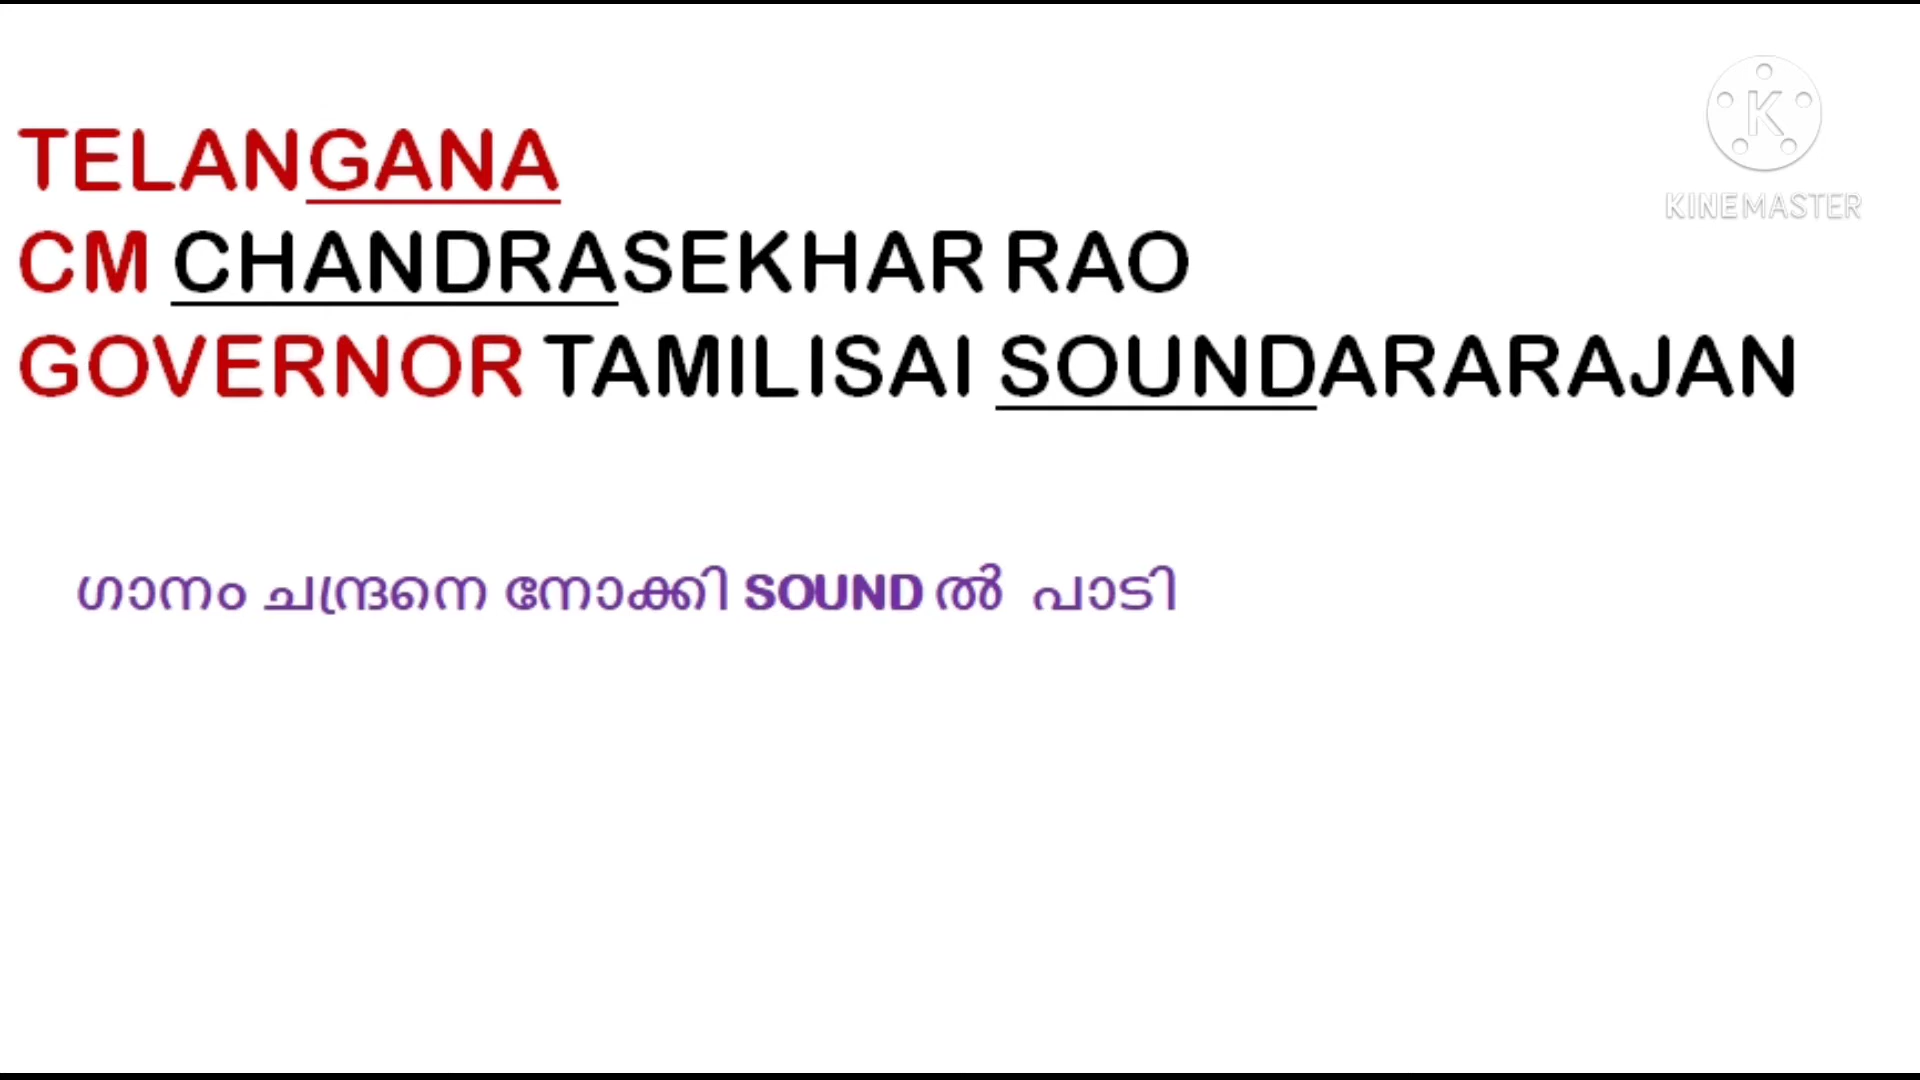 TELANGANA
CM CHANDRASEKHAR RAO
GOVERNOR TAMILISAI SOUNDARARAJAN
ഗാനം ചന്ദ്രനെ നോക്കി SOUND ൽ പാടി
K
KINEMASTER